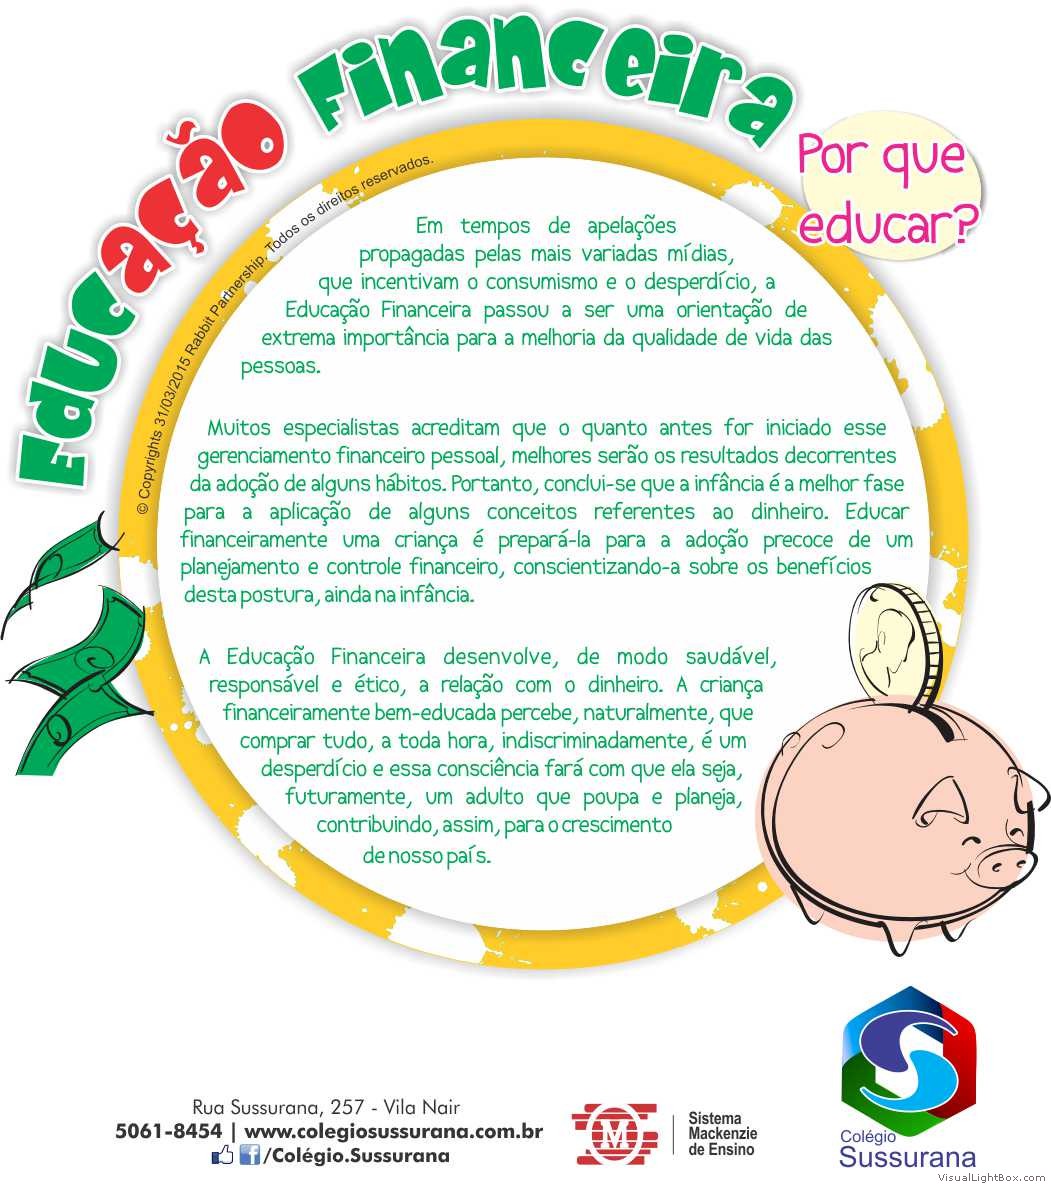 Educação Financeira
Por que
educar?
© Copyrights 31/03/2015 Rabbit Partnership. Todos os direitos reservados.
Em tempos de apelações
propagadas pelas mais variadas mídias,
que incentivam o consumismo e o desperdício, a
Educação Financeira passou a ser uma orientação de
extrema importância para a melhoria da qualidade de vida das
pessoas.
Muitos especialistas acreditam que o quanto antes for iniciado esse
gerenciamento financeiro pessoal, melhores serão os resultados decorrentes
da adoção de alguns hábitos. Portanto, conclui-se que a infância é a melhor fase
para a aplicação de alguns conceitos referentes ao dinheiro. Educar
financeiramente uma criança é prepará-la para a adoção precoce de um
planejamento e controle financeiro, conscientizando-a sobre os benefícios
desta postura, ainda na infância.
A Educação Financeira desenvolve, de modo saudável,
responsável e ético, a relação com o dinheiro. A criança
financeiramente bem-educada percebe, naturalmente, que
comprar tudo, a toda hora, indiscriminadamente, é um
desperdício e essa consciência fará com que ela seja,
futuramente, um adulto que poupa e planeja,
contribuindo, assim, para o crescimento
de nosso país.
Rua Sussurana, 257 - Vila Nair
5061-8454 | www.colegiosussurana.com.br
f /Colégio.Sussurana
M
Sistema
Mackenzie
de Ensino
S
Colégio
Sussurana
VisualLightBox.com